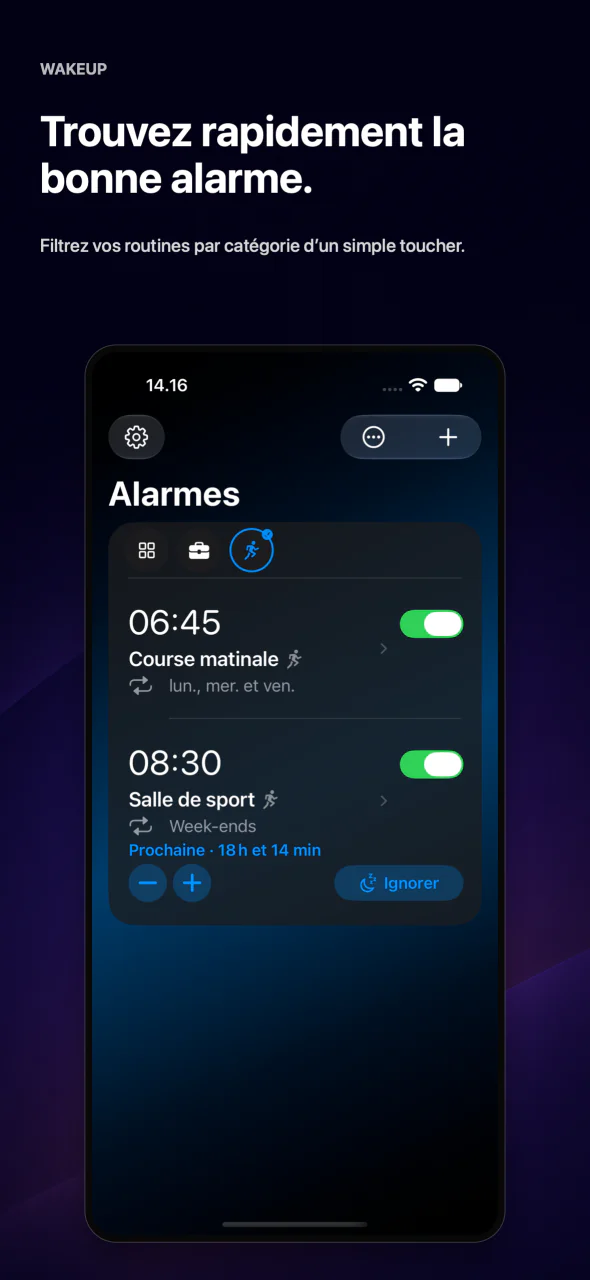 WAKEUP
Trouvez rapidement la
bonne alarme.
Filtrez vos routines par catégorie d’un simple toucher.
14.16
Alarmes
06:45
Course matinale
lun., mer. et ven.
08:30
Salle de sport
Week-ends
Prochaine · 18 h et 14 min
Ignorer